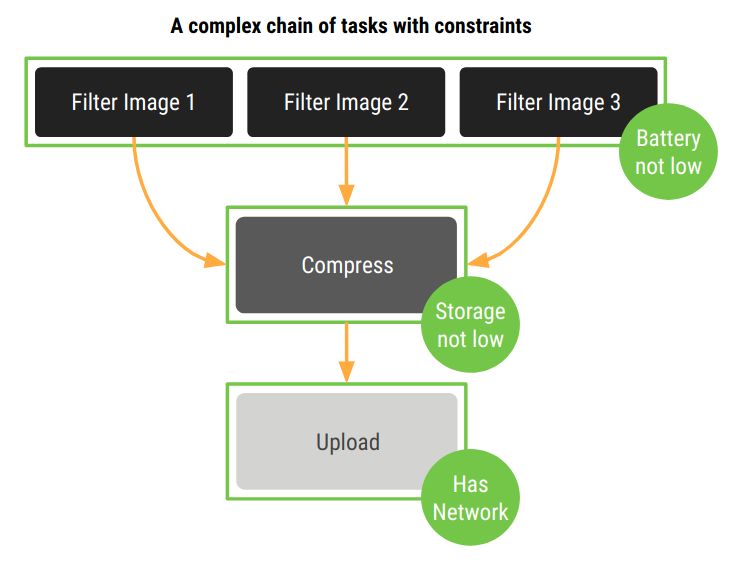 A complex chain of tasks with constraints
Filter Image 1
Filter Image 2
Filter Image 3
Battery
not low
Compress
Storage
not low
Upload
Has
Network